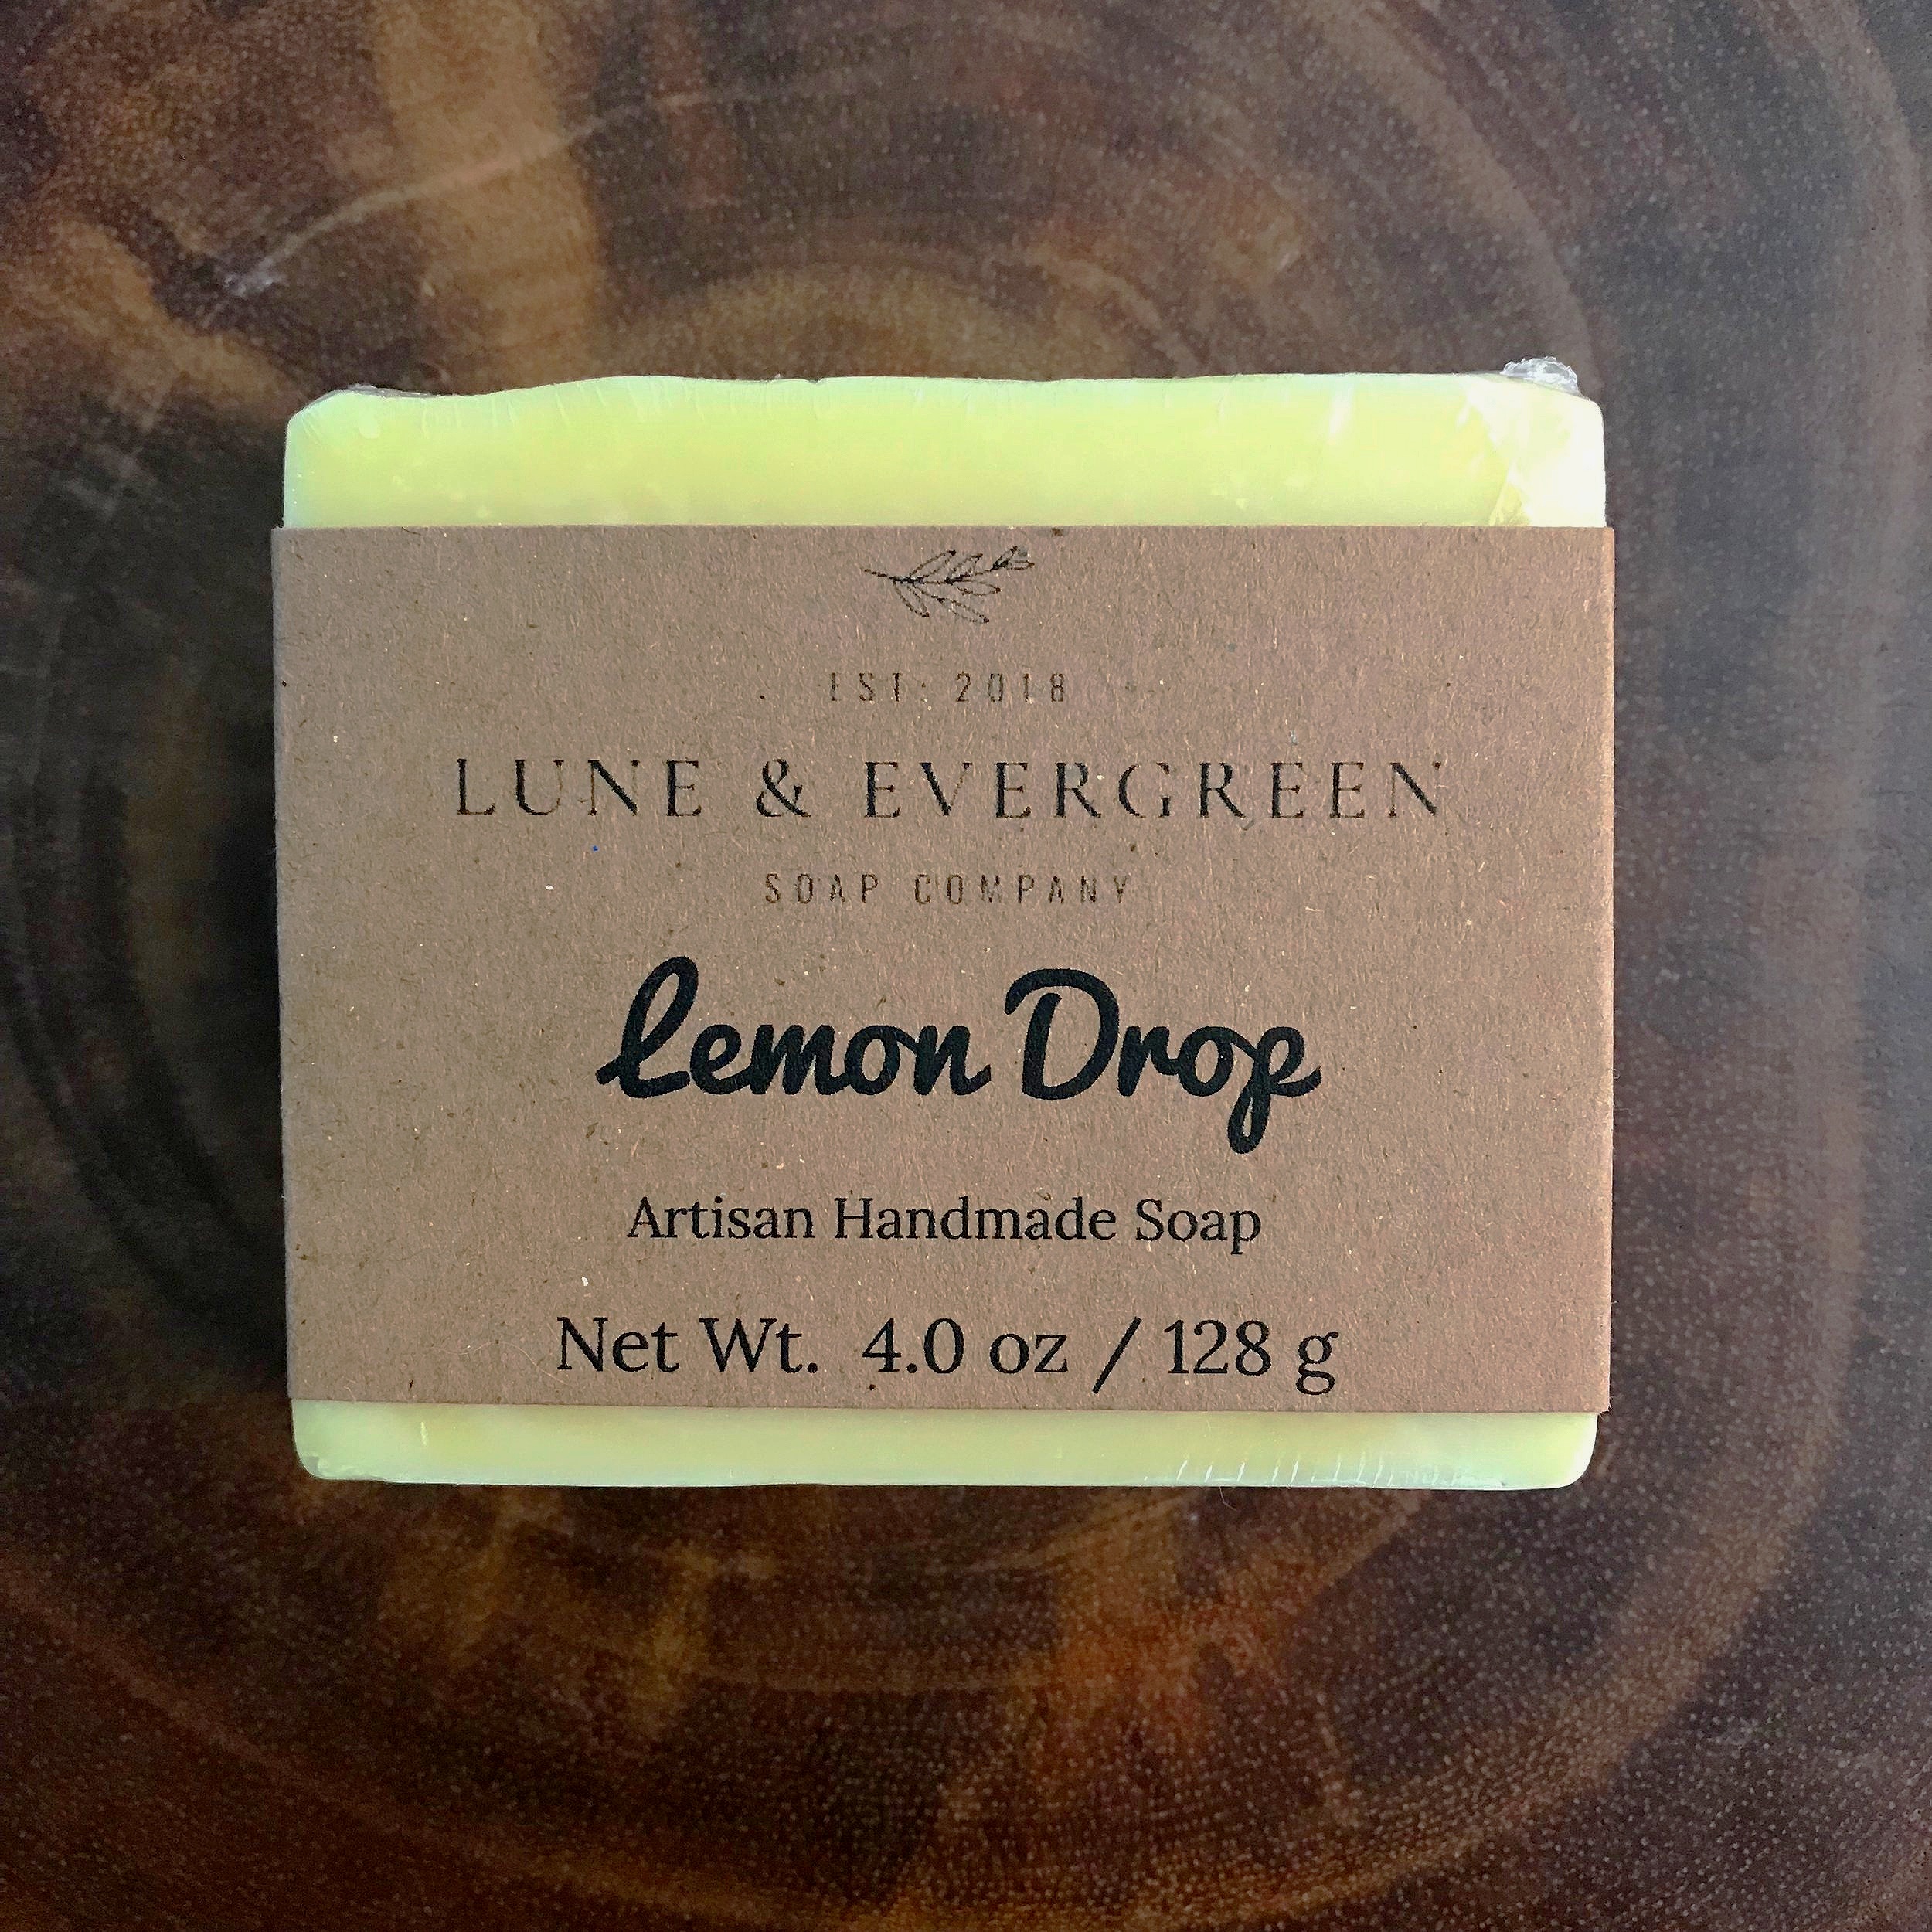 EST. 2018
LUNE & EVERGREEN
SOAP COMPANY
Lemon Drop
Artisan Handmade Soap
Net Wt. 4.0 oz / 128 g